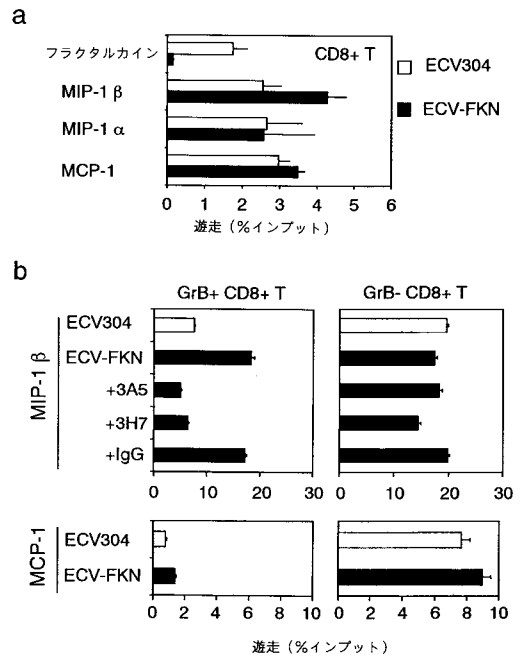 a
CD8+ T
フラクタルカイン
MIP-1 β
MIP-1 α
MCP-1
0 1 2 3 4 5 6
遊走 (%インプット)
ECV304
ECV-FKN
b
GrB+ CD8+ T
GrB- CD8+ T
MIP-1 β
ECV304
ECV-FKN
+3A5
+3H7
+IgG
0 10 20 30
0 10 20 30
MCP-1
ECV304
ECV-FKN
0 2 4 6 8 10
0 2 4 6 8 10
遊走 (%インプット)